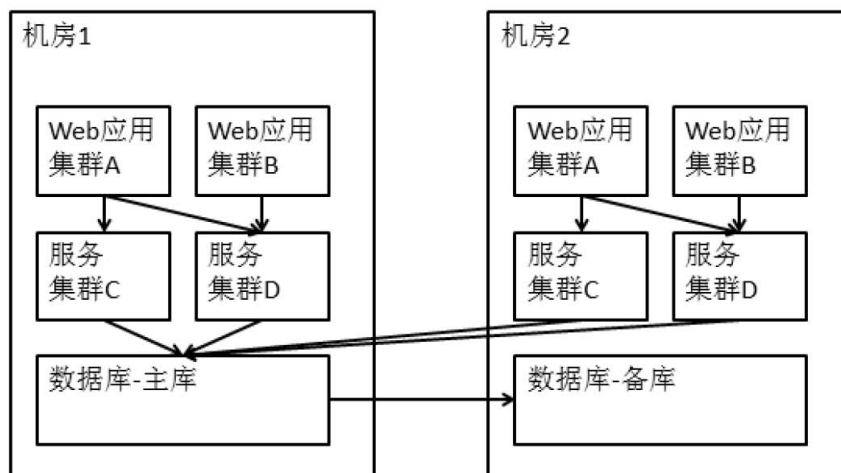 机房1
Web应用
集群A
Web应用
集群B
服务
集群C
服务
集群D
数据库-主库
机房2
Web应用
集群A
Web应用
集群B
服务
集群C
服务
集群D
数据库-备库